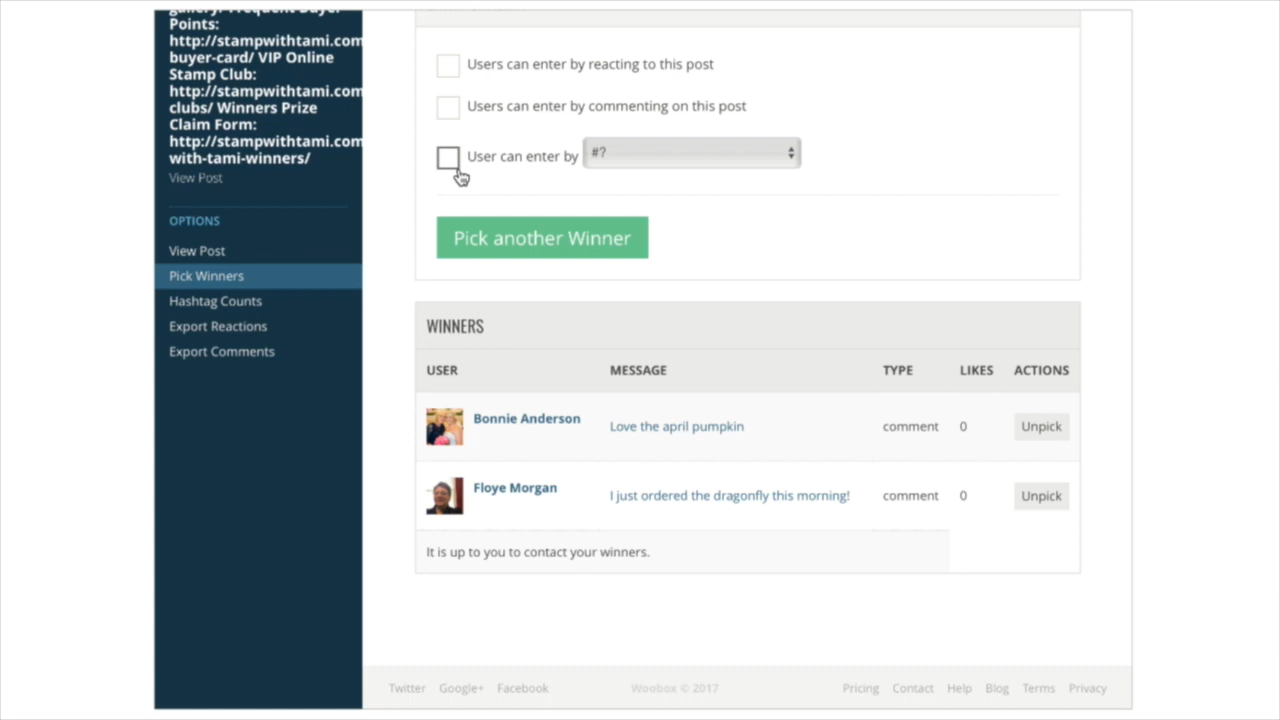 Points:
http://stampwithtami.com
buyer-card/ VIP Online
Stamp Club:
http://stampwithtami.com
clubs/ Winners Prize
Claim Form:
http://stampwithtami.com
with-tami-winners/
View Post
OPTIONS
View Post
Pick Winners
Hashtag Counts
Export Reactions
Export Comments
Users can enter by reacting to this post
Users can enter by commenting on this post
User can enter by #?
Pick another Winner
WINNERS
USER MESSAGE TYPE LIKES ACTIONS
Bonnie Anderson Love the april pumpkin comment 0 Unpick
Floye Morgan I just ordered the dragonfly this morning! comment 0 Unpick
It is up to you to contact your winners.
Twitter Google+ Facebook Woobox © 2017 Pricing Contact Help Blog Terms Privacy